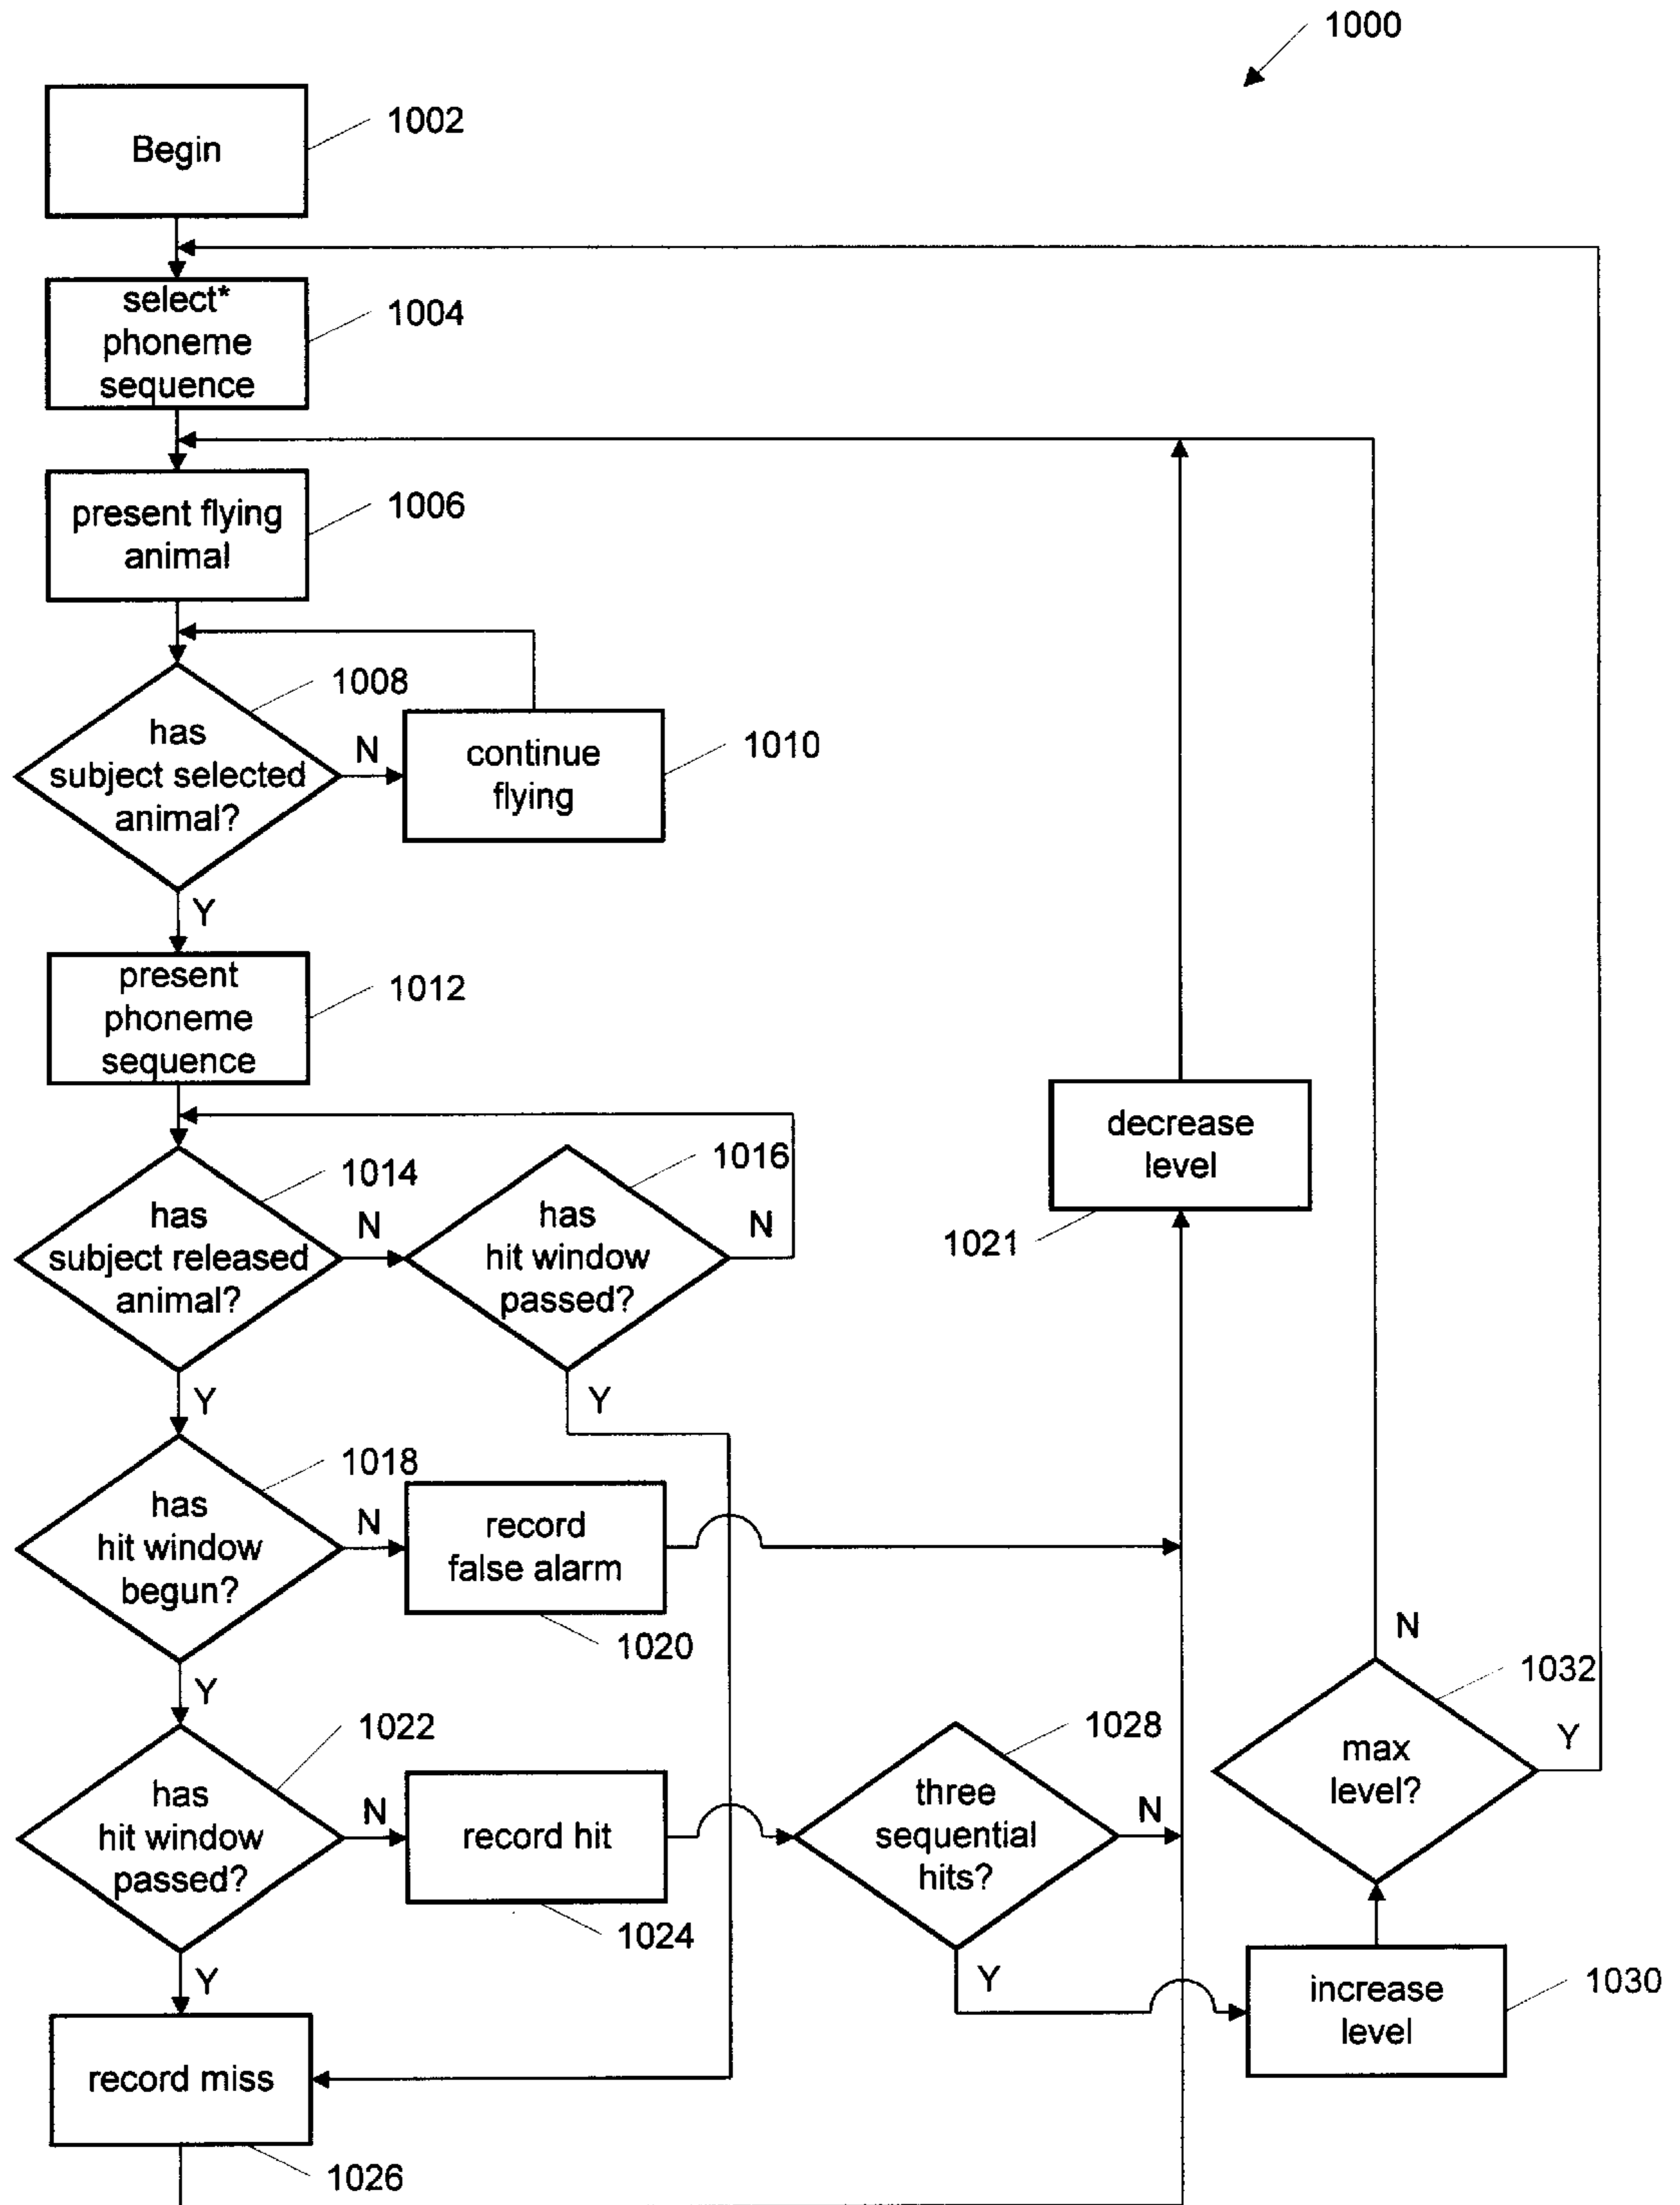 1000
Begin
1002
select*
phoneme
sequence
1004
present flying
animal
1006
has
subject selected
animal?
1008
N
continue
flying
1010
Y
present
phoneme
sequence
1012
decrease
level
1021
has
subject released
animal?
1014
N
has
hit window
passed?
1016
N
Y
Y
has
hit window
begun?
1018
N
record
false alarm
1020
Y
has
hit window
passed?
1022
N
record hit
1024
three
sequential
hits?
1028
N
Y
max
level?
1032
N
Y
increase
level
1030
Y
record miss
1026